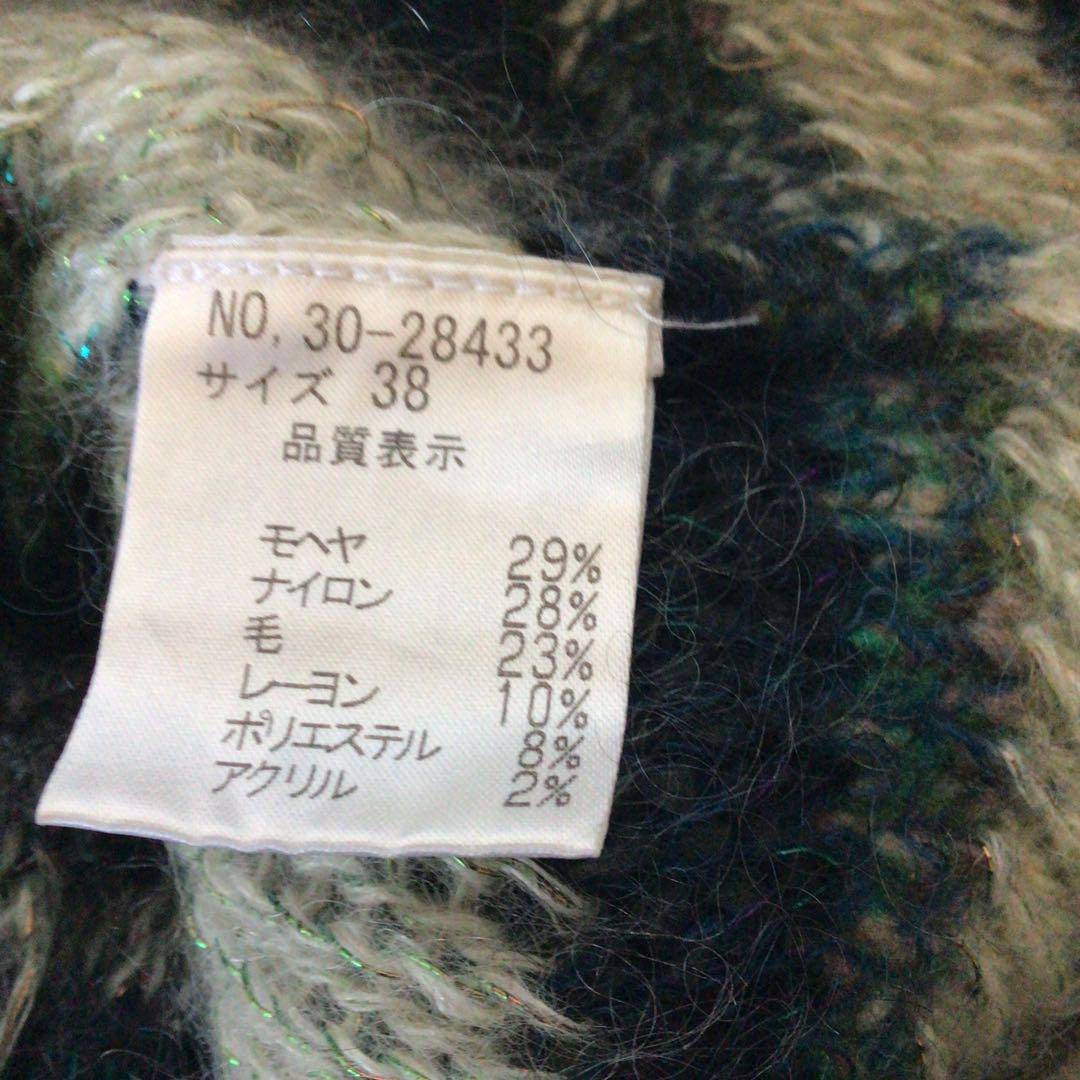 NO, 30-28433
サイズ 38
品質表示
モヘヤ 29%
ナイロン 28%
毛 23%
レーヨン 10%
ポリエステル 8%
アクリル 2%